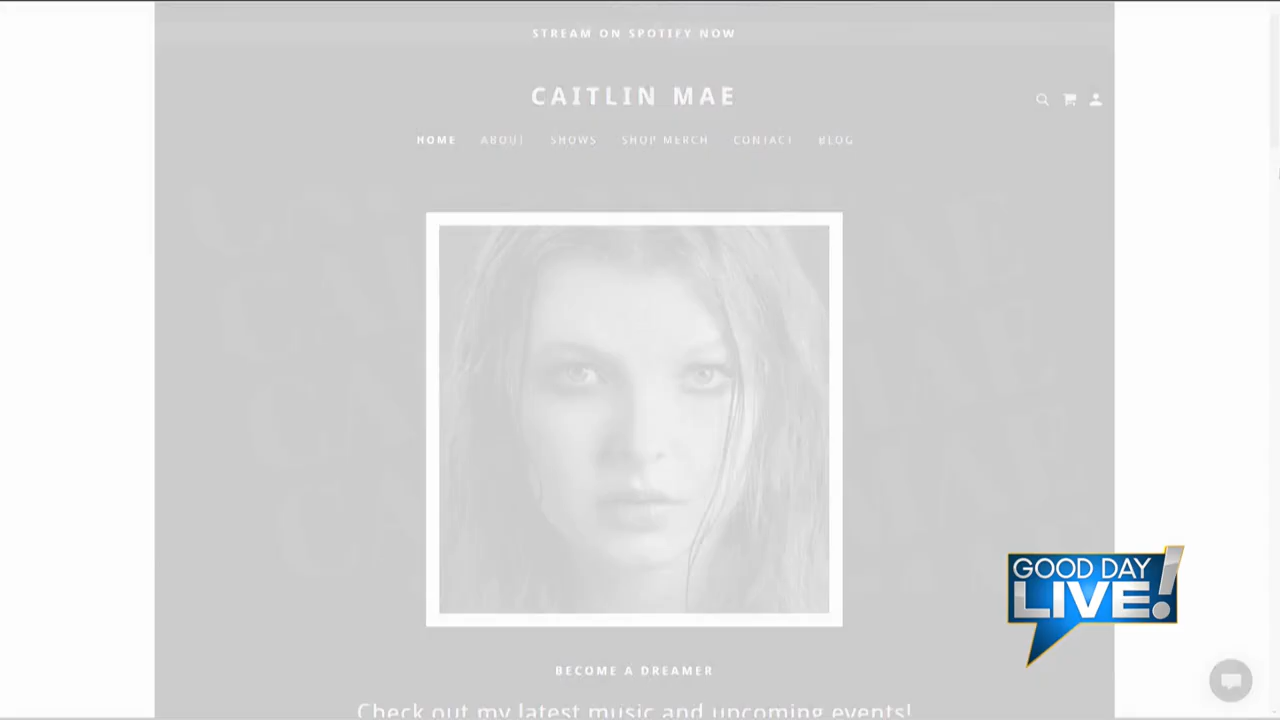 STREAM ON SPOTIFY NOW
CAITLIN MAE
HOME ABOUT SHOWS SHOP MERCH CONTACT BLOG
BECOME A DREAMER
Check out my latest music and upcoming events!
GOOD DAY
LIVE!